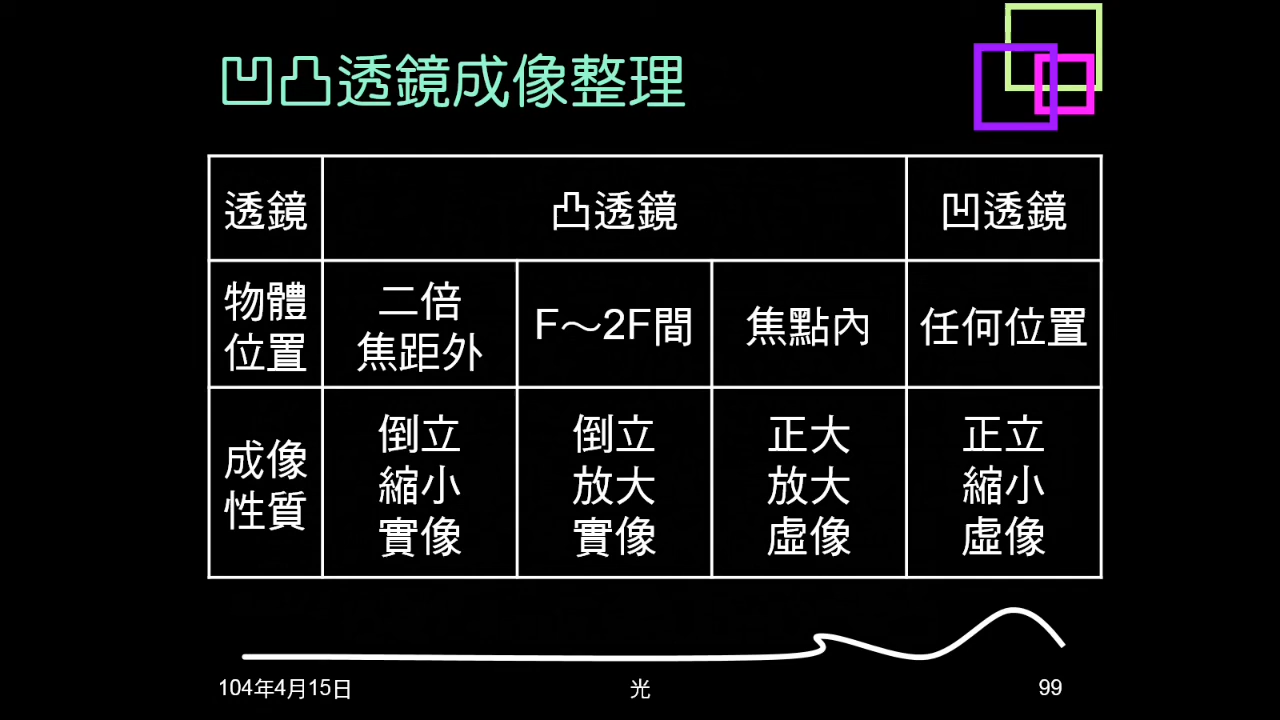 凹凸透鏡成像整理
透鏡
凸透鏡
凹透鏡
物體
位置
二倍
焦距外
F～2F間
焦點內
任何位置
成像
性質
倒立
縮小
實像
倒立
放大
實像
正大
放大
虛像
正立
縮小
虛像
104年4月15日
光
99